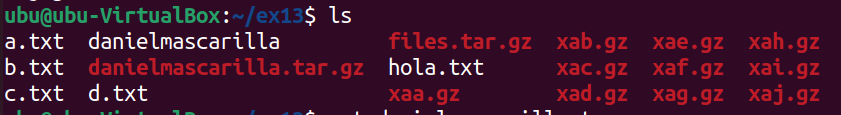 ubu@ubu-VirtualBox:~/ex13$ ls
a.txt danielmascarilla files.tar.gz xab.gz xae.gz xah.gz
b.txt danielmascarilla.tar.gz hola.txt xac.gz xaf.gz xai.gz
c.txt d.txt xaa.gz xad.gz xag.gz xaj.gz